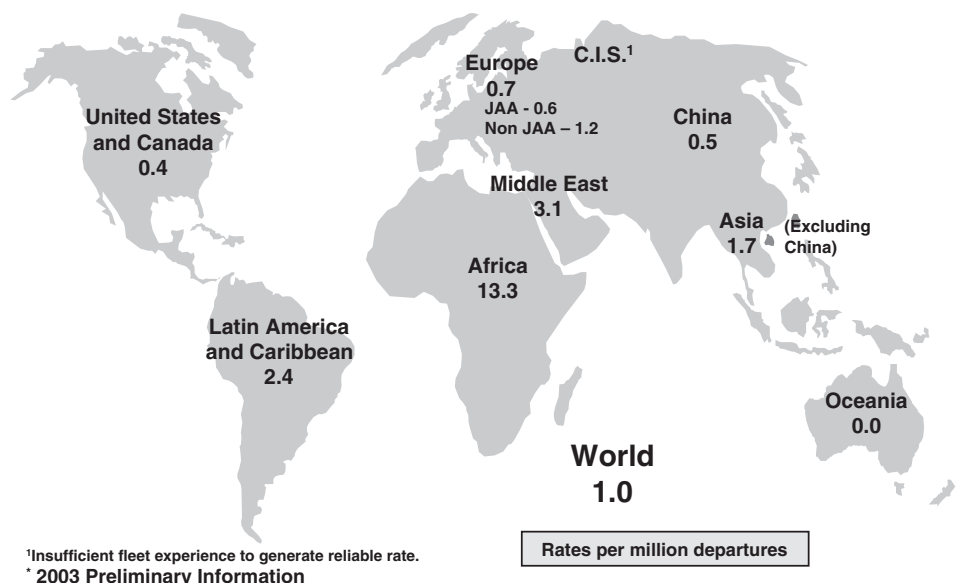 United States
and Canada
0.4
Europe
0.7
JAA - 0.6
Non JAA – 1.2
C.I.S.¹
China
0.5
Middle East
3.1
Asia
1.7
(Excluding
China)
Africa
13.3
Latin America
and Caribbean
2.4
Oceania
0.0
World
1.0
Rates per million departures
¹Insufficient fleet experience to generate reliable rate.
* 2003 Preliminary Information